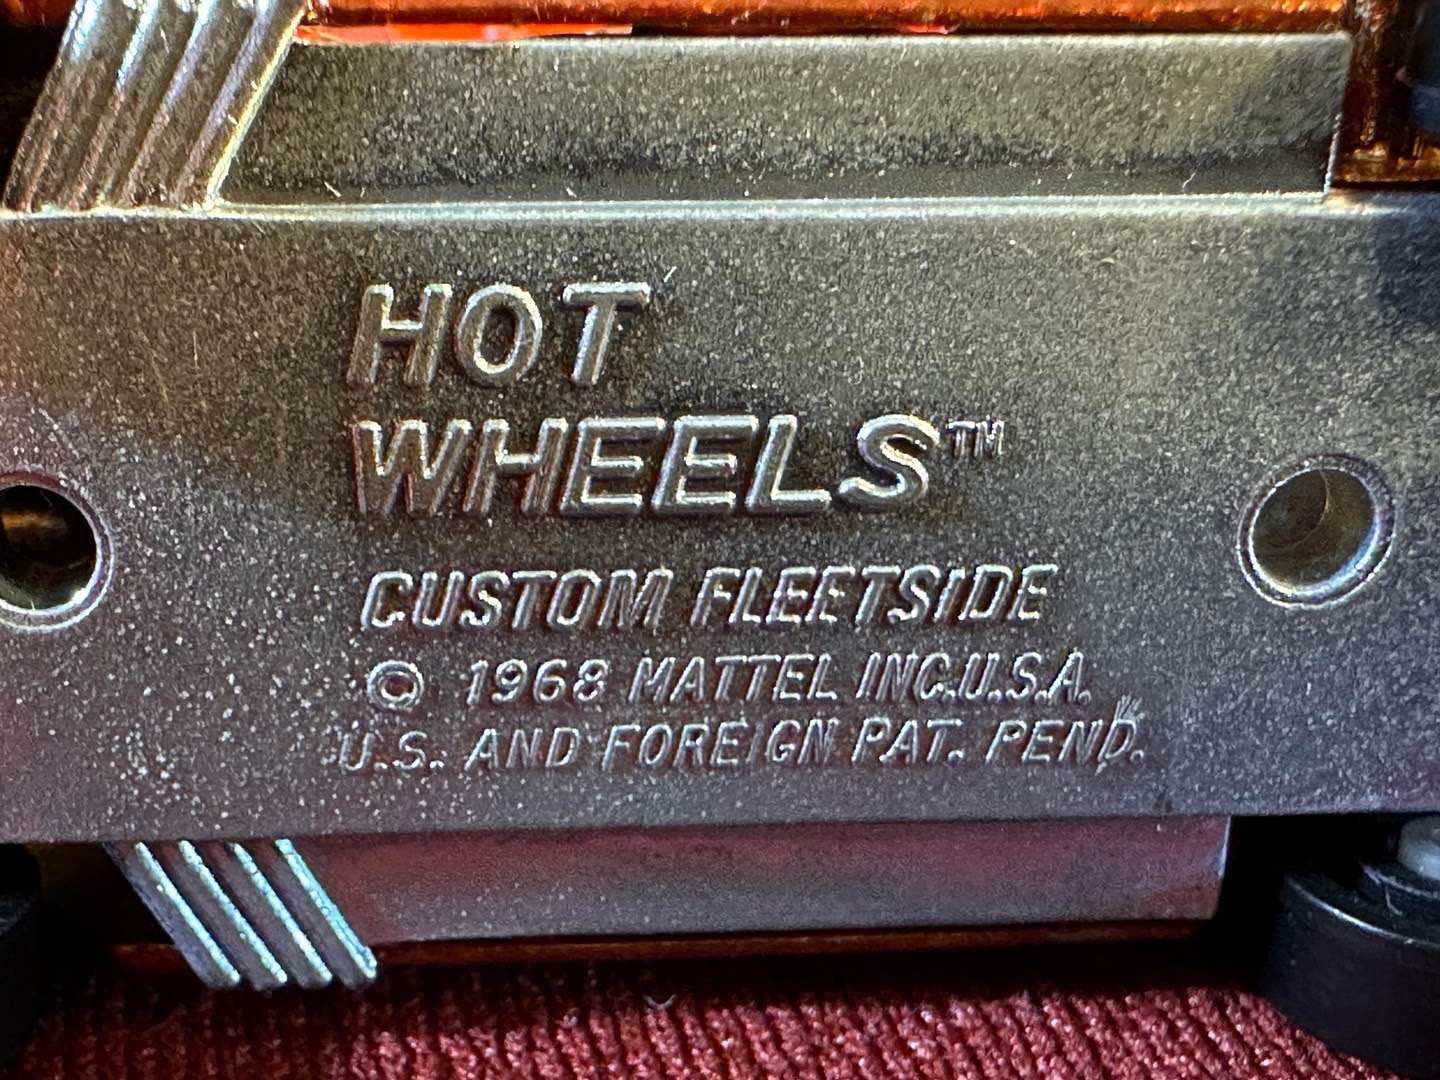 HOT
WHEELS™
CUSTOM FLEETSIDE
© 1968 MATTEL INC.U.S.A.
U.S. AND FOREIGN PAT. PEND.